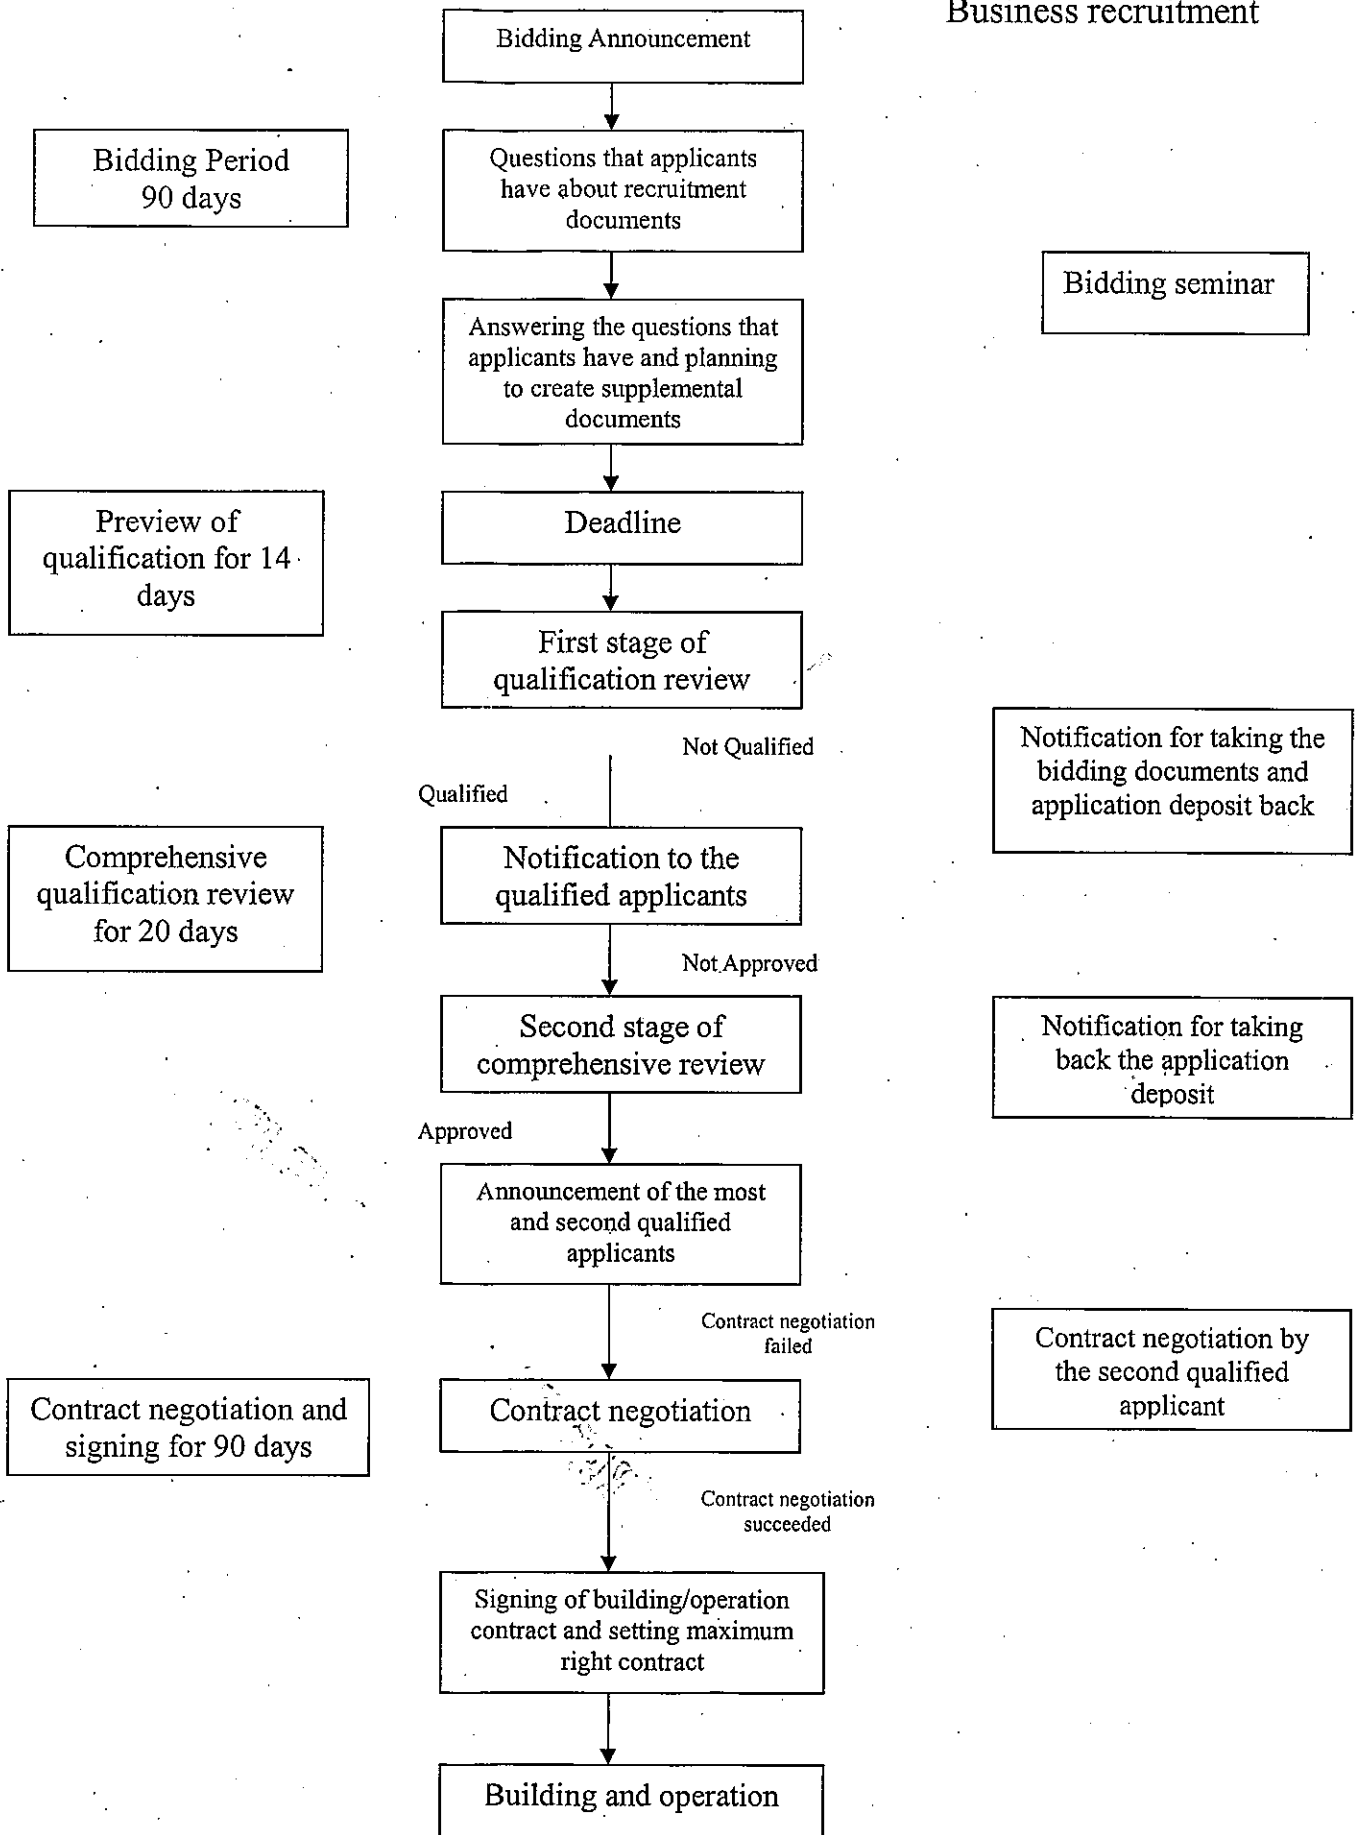 Business recruitment
Bidding Announcement
Bidding Period
90 days
Questions that applicants
have about recruitment
documents
Bidding seminar
Answering the questions that
applicants have and planning
to create supplemental
documents
Preview of
qualification for 14
days
Deadline
First stage of
qualification review
Not Qualified
Qualified
Notification for taking the
bidding documents and
application deposit back
Comprehensive
qualification review
for 20 days
Notification to the
qualified applicants
Not Approved
Second stage of
comprehensive review
Notification for taking
back the application
deposit
Approved
Announcement of the most
and second qualified
applicants
Contract negotiation
failed
Contract negotiation by
the second qualified
applicant
Contract negotiation and
signing for 90 days
Contract negotiation
Contract negotiation
succeeded
Signing of building/operation
contract and setting maximum
right contract
Building and operation